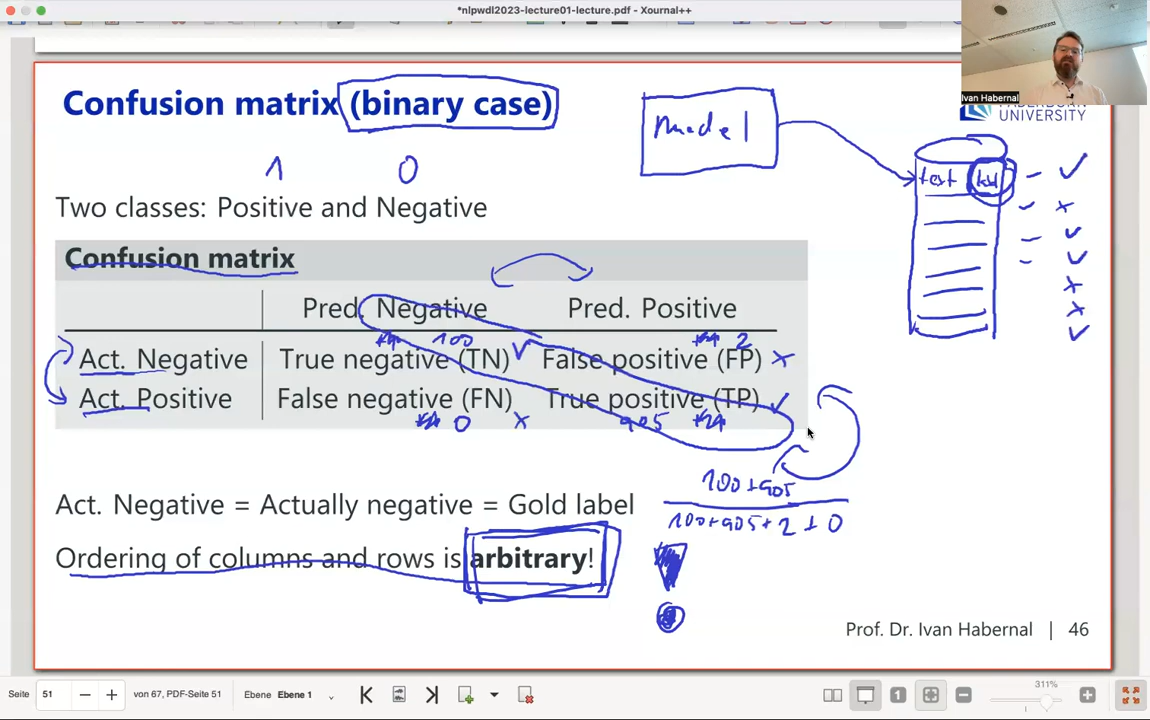 *nlpwdl2023-lecture01-lecture.pdf - Xournal++
Ivan Habernal
UNIVERSITY
Confusion matrix (binary case)
model
1 0
text
Two classes: Positive and Negative
Confusion matrix
Pred. Negative Pred. Positive
100 2
Act. Negative True negative (TN) False positive (FP)
Act. Positive False negative (FN) True positive (TP)
0 905
100+905
100+905+2+0
Act. Negative = Actually negative = Gold label
Ordering of columns and rows is arbitrary!
Prof. Dr. Ivan Habernal | 46
311%
Seite 51 von 67, PDF-Seite 51 Ebene Ebene 1 1